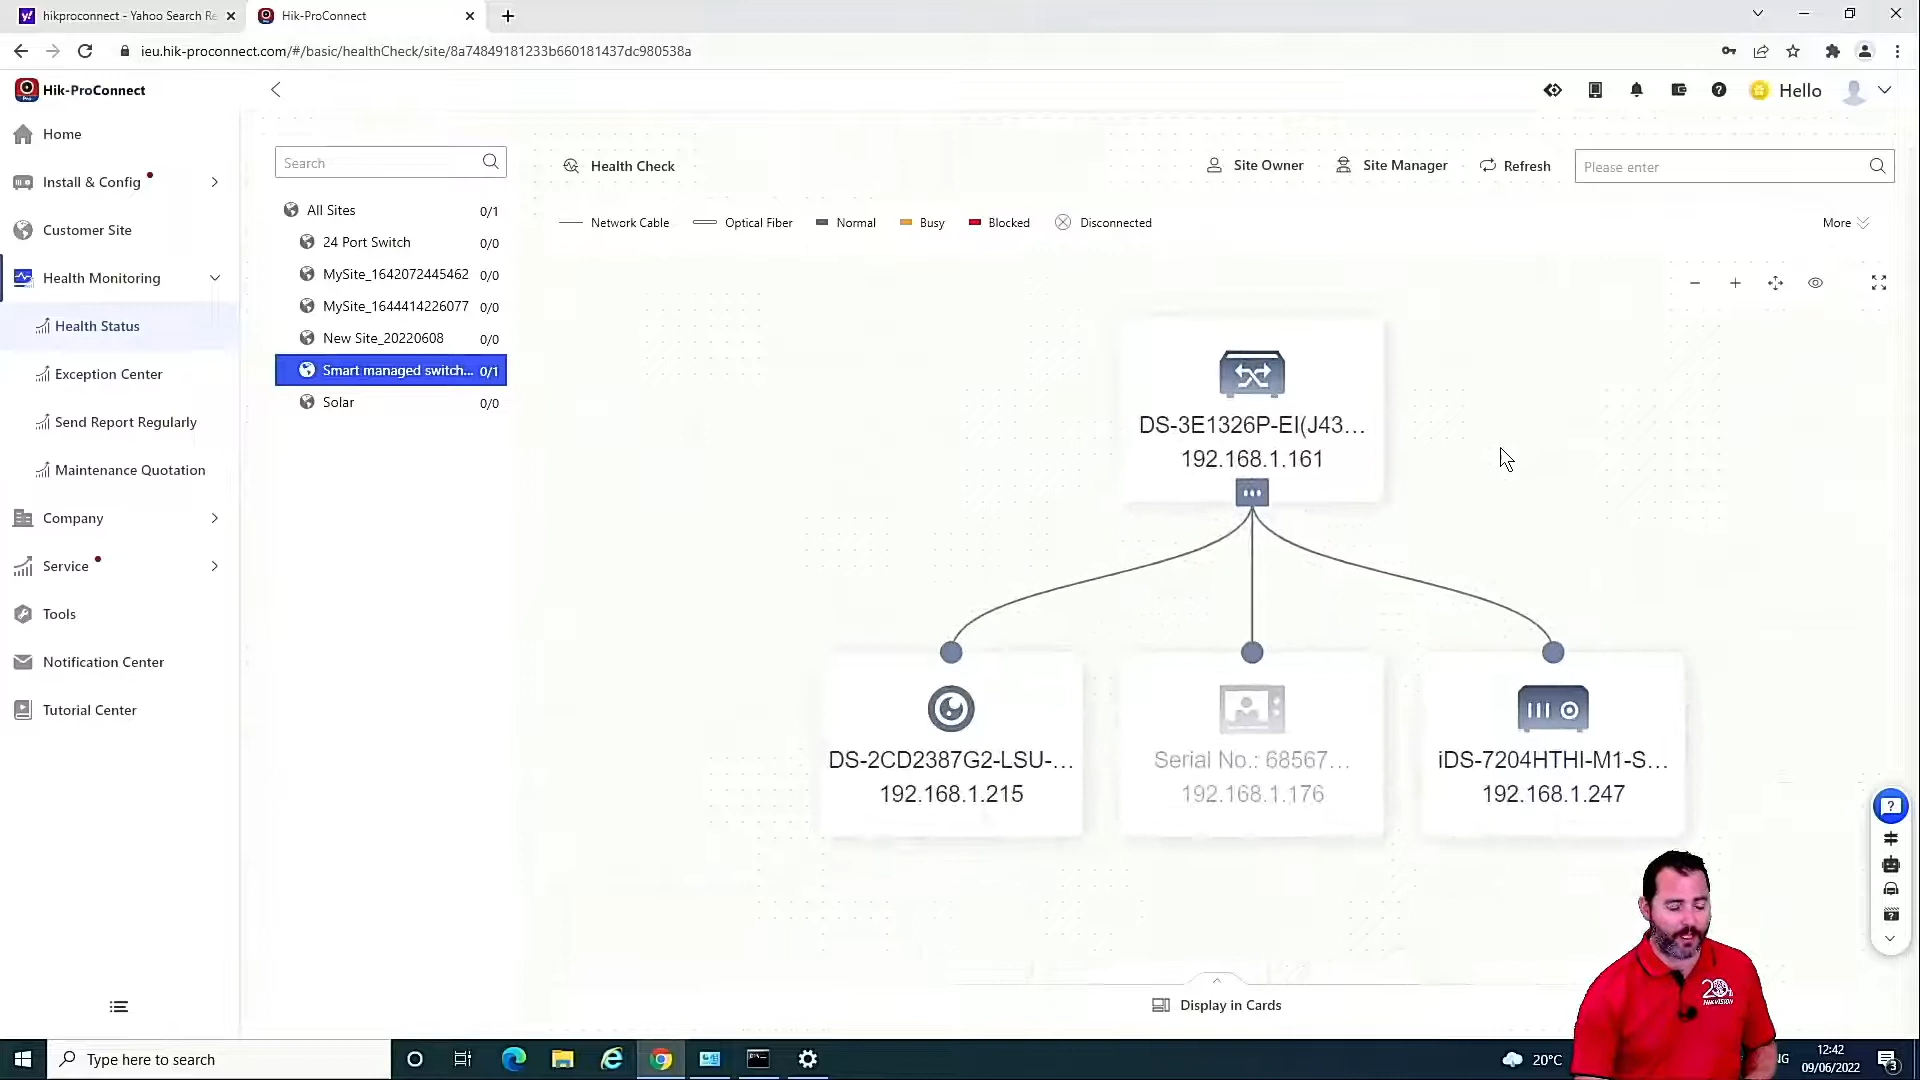 hikproconnect - Yahoo Search Re
Hik-ProConnect
ieu.hik-proconnect.com/#/basic/healthCheck/site/8a74849181233b660181437dc980538a
Hik-ProConnect
Hello
Home
Install & Config
Customer Site
Health Monitoring
Health Status
Exception Center
Send Report Regularly
Maintenance Quotation
Company
Service
Tools
Notification Center
Tutorial Center
Search
All Sites 0/1
24 Port Switch 0/0
MySite_1642072445462 0/0
MySite_1644414226077 0/0
New Site_20220608 0/0
Smart managed switch... 0/1
Solar 0/0
Health Check
Site Owner
Site Manager
Refresh
Please enter
Network Cable
Optical Fiber
Normal
Busy
Blocked
Disconnected
More
DS-3E1326P-EI(J43...
192.168.1.161
DS-2CD2387G2-LSU-...
192.168.1.215
Serial No.: 68567...
192.168.1.176
iDS-7204HTHI-M1-S...
192.168.1.247
Display in Cards
20
HIKVISION
Type here to search
20°C
NG
12:42
09/06/2022
3